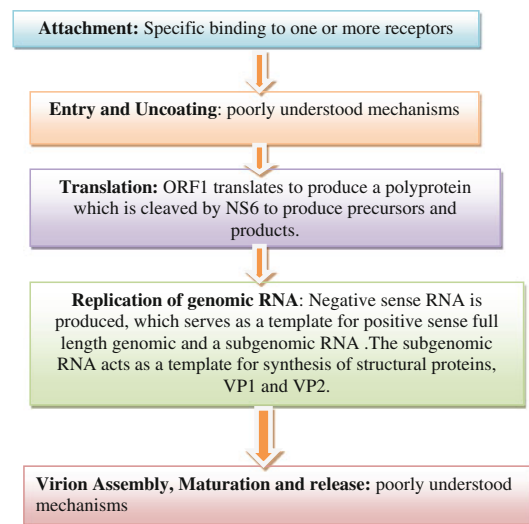 Attachment: Specific binding to one or more receptors
Entry and Uncoating: poorly understood mechanisms
Translation: ORF1 translates to produce a polyprotein
which is cleaved by NS6 to produce precursors and
products.
Replication of genomic RNA: Negative sense RNA is
produced, which serves as a template for positive sense full
length genomic and a subgenomic RNA .The subgenomic
RNA acts as a template for synthesis of structural proteins,
VP1 and VP2.
Virion Assembly, Maturation and release: poorly understood
mechanisms